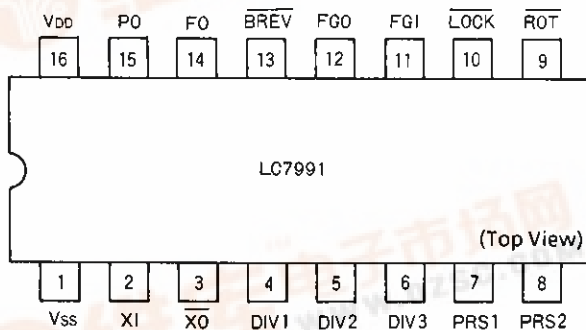 VDD PO FO BREV FGO FGI LOCK ROT
16 15 14 13 12 11 10 9
LC7991
(Top View)
1 2 3 4 5 6 7 8
VSS XI XO DIV1 DIV2 DIV3 PRS1 PRS2